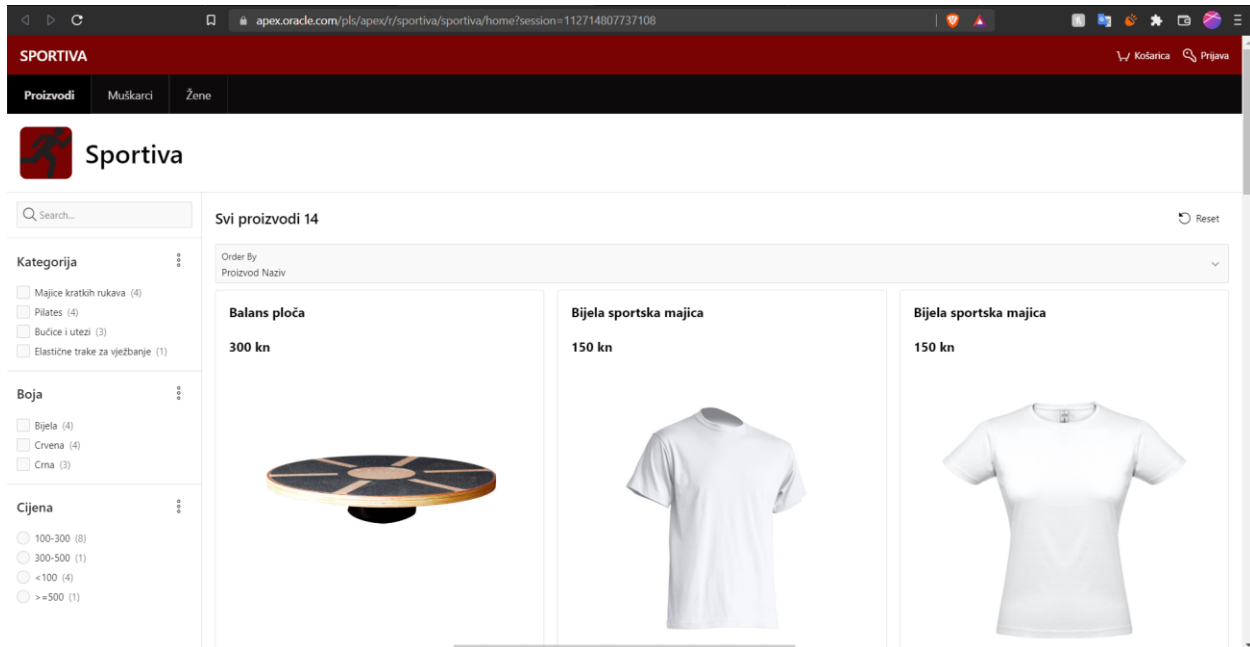 apex.oracle.com/pls/apex/r/sportiva/sportiva/home?session=112714807737108
SPORTIVA
Košarica Prijava
Proizvodi Muškarci Žene
Sportiva
Search...
Svi proizvodi 14
Reset
Order By
Proizvod Naziv
Kategorija
Majice kratkih rukava (4)
Pilates (4)
Bučice i utezi (3)
Elastične trake za vježbanje (1)
Boja
Bijela (4)
Crvena (4)
Crna (3)
Cijena
100-300 (8)
300-500 (1)
<100 (4)
>=500 (1)
Balans ploča
300 kn
Bijela sportska majica
150 kn
Bijela sportska majica
150 kn